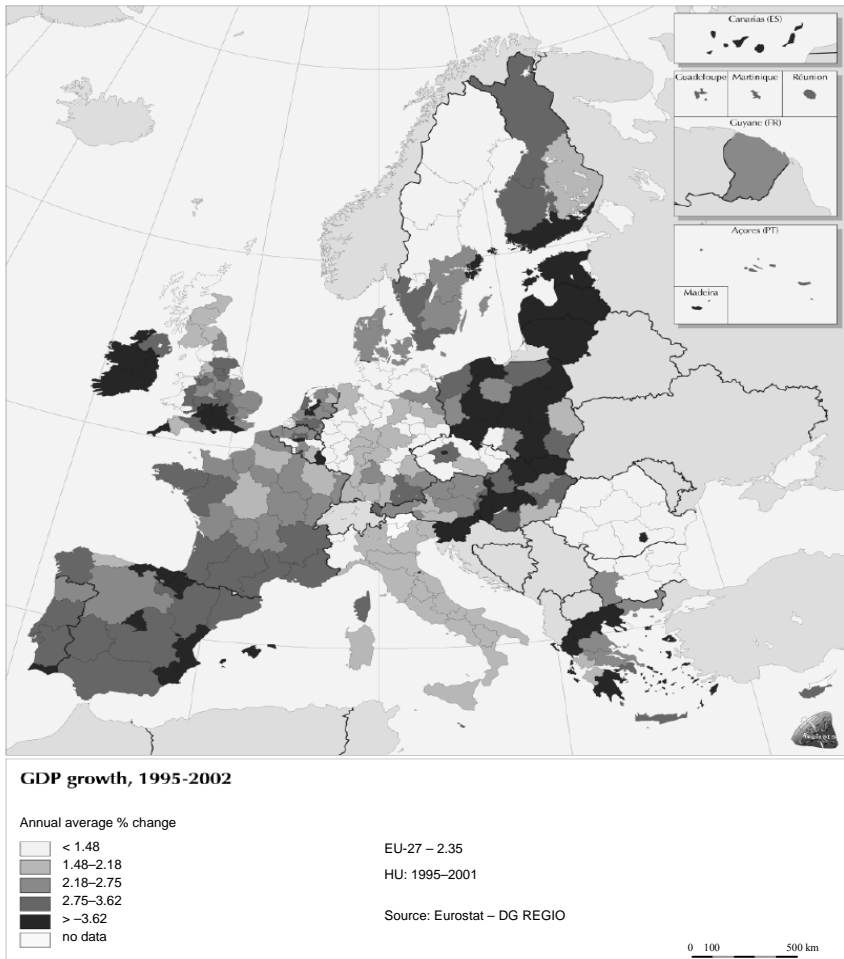 Canarias (ES)
Guadeloupe
Martinique
Réunion
Guyane (FR)
Açores (PT)
Madeira
GDP growth, 1995-2002
Annual average % change
< 1.48
1.48–2.18
2.18–2.75
2.75–3.62
> –3.62
no data
EU-27 – 2.35
HU: 1995–2001
Source: Eurostat – DG REGIO
0 100 500 km